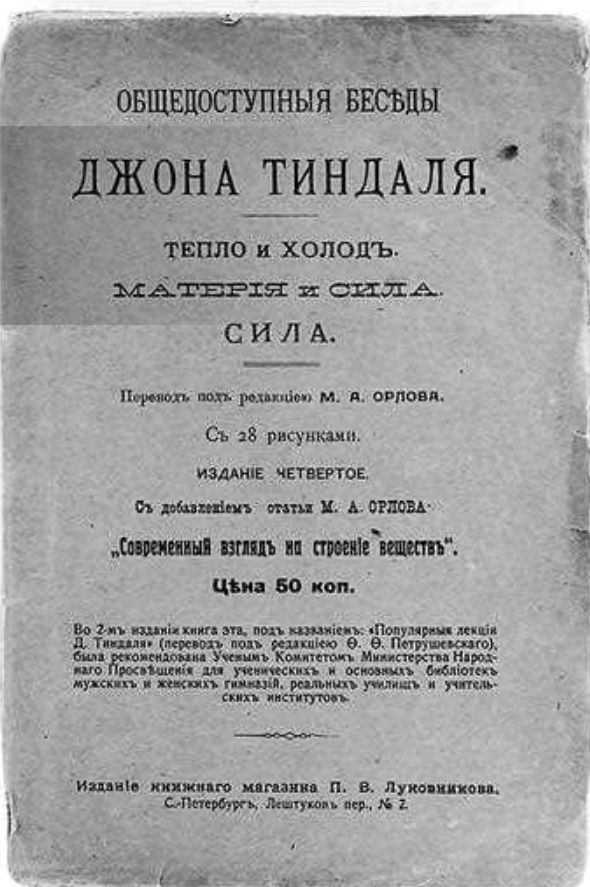 ОБЩЕДОСТУПНЫЯ БЕСѢДЫ
ДЖОНА ТИНДАЛЯ.
ТЕПЛО и ХОЛОДЪ.
МАТЕРІЯ и СИЛА.
СИЛА.
Переводъ подъ редакціею М. А. ОРЛОВА.
Съ 28 рисунками.
ИЗДАНІЕ ЧЕТВЕРТОЕ.
Съ добавленіемъ статьи М. А. ОРЛОВА
„Современный взглядъ на строеніе веществъ“.
Цѣна 50 коп.
Во 2-мъ изданіи книга эта, подъ названіемъ: «Популярныя лекціи
Д. Тиндаля» (переводъ подъ редакціею Ѳ. Ѳ. Петрушевскаго),
была рекомендована Ученымъ Комитетомъ Министерства Народ-
наго Просвѣщенія для ученическихъ и основныхъ библіотекъ
мужскихъ и женскихъ гимназій, реальныхъ училищъ и учитель-
скихъ институтовъ.
Изданіе книжнаго магазина П. В. Луковникова.
С.-Петербургъ, Лештуковъ пер., № 2.